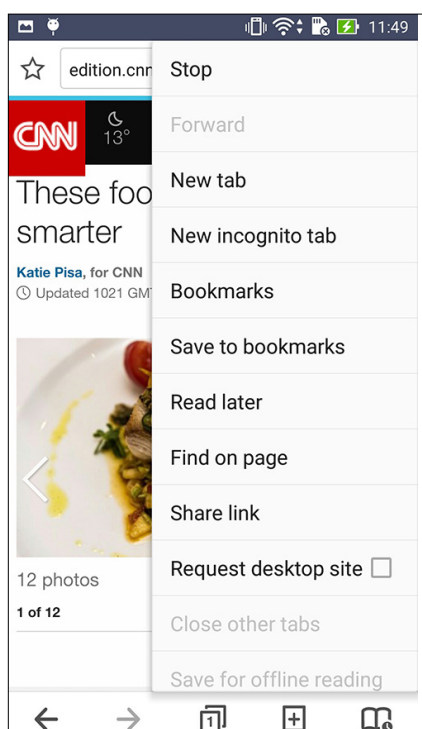 11:49
edition.cnn
CNN
13°
These foo
smarter
Katie Pisa, for CNN
Updated 1021 GM
12 photos
1 of 12
Stop
Forward
New tab
New incognito tab
Bookmarks
Save to bookmarks
Read later
Find on page
Share link
Request desktop site
Close other tabs
Save for offline reading
1